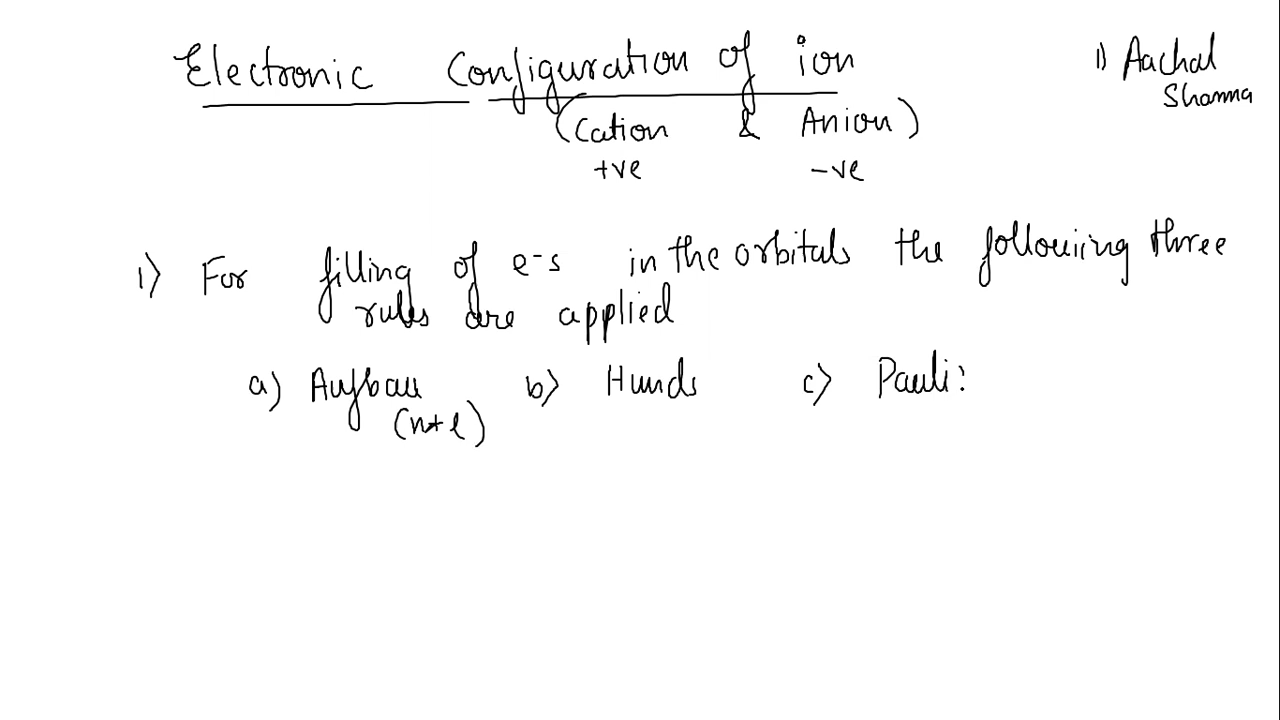 Electronic Configuration of ion
(Cation & Anion)
+ve -ve
1) Aachal
Sharma
1) For filling of e-s in the orbitals the following three
rules are applied
a) Aufbau b) Hunds c) Pauli:
(n+l)